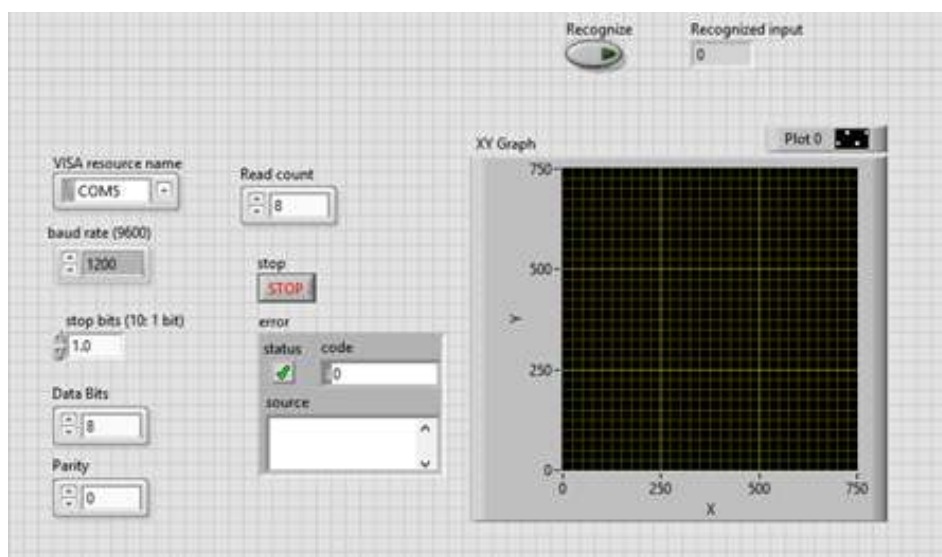 Recognize
Recognized input
0
XY Graph
Plot 0
VISA resource name
COM5
Read count
8
baud rate (9600)
1200
stop
STOP
stop bits (10: 1 bit)
1.0
error
status code
0
source
Data Bits
8
Parity
0
750
500
250
0
Y
0 250 500 750
X